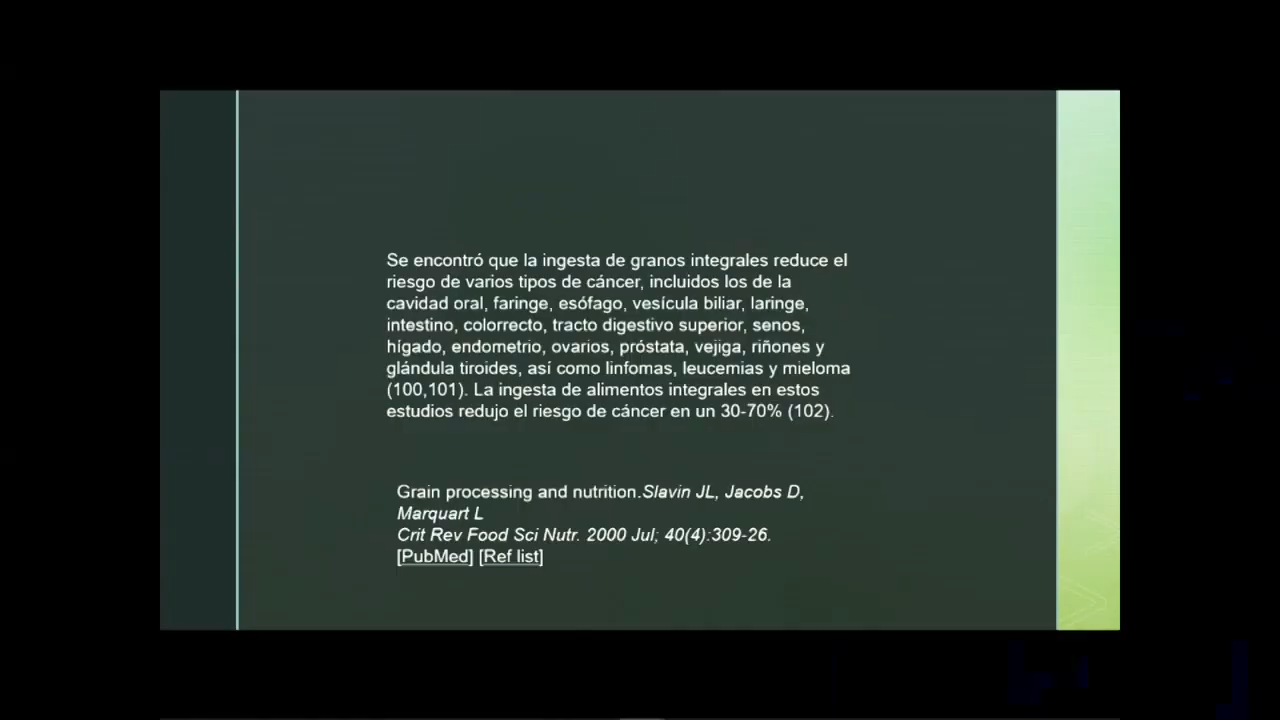 Se encontró que la ingesta de granos integrales reduce el
riesgo de varios tipos de cáncer, incluidos los de la
cavidad oral, faringe, esófago, vesícula biliar, laringe,
intestino, colorrecto, tracto digestivo superior, senos,
hígado, endometrio, ovarios, próstata, vejiga, riñones y
glándula tiroides, así como linfomas, leucemias y mieloma
(100,101). La ingesta de alimentos integrales en estos
estudios redujo el riesgo de cáncer en un 30-70% (102).
Grain processing and nutrition.Slavin JL, Jacobs D,
Marquart L
Crit Rev Food Sci Nutr. 2000 Jul; 40(4):309-26.
[PubMed] [Ref list]